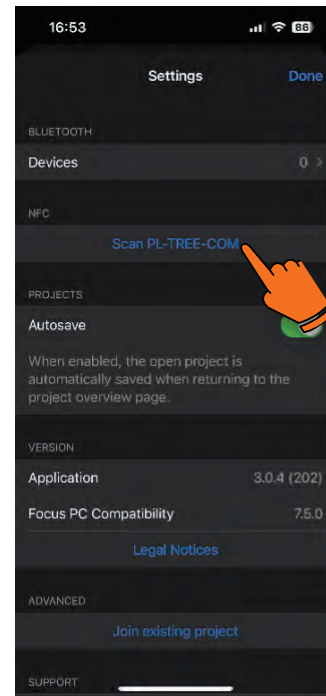 16:53
86
Settings
Done
BLUETOOTH
Devices
0
NFC
Scan PL-TREE-COM
PROJECTS
Autosave
When enabled, the open project is
automatically saved when returning to the
project overview page.
VERSION
Application
3.0.4 (202)
Focus PC Compatibility
7.5.0
Legal Notices
ADVANCED
Join existing project
SUPPORT